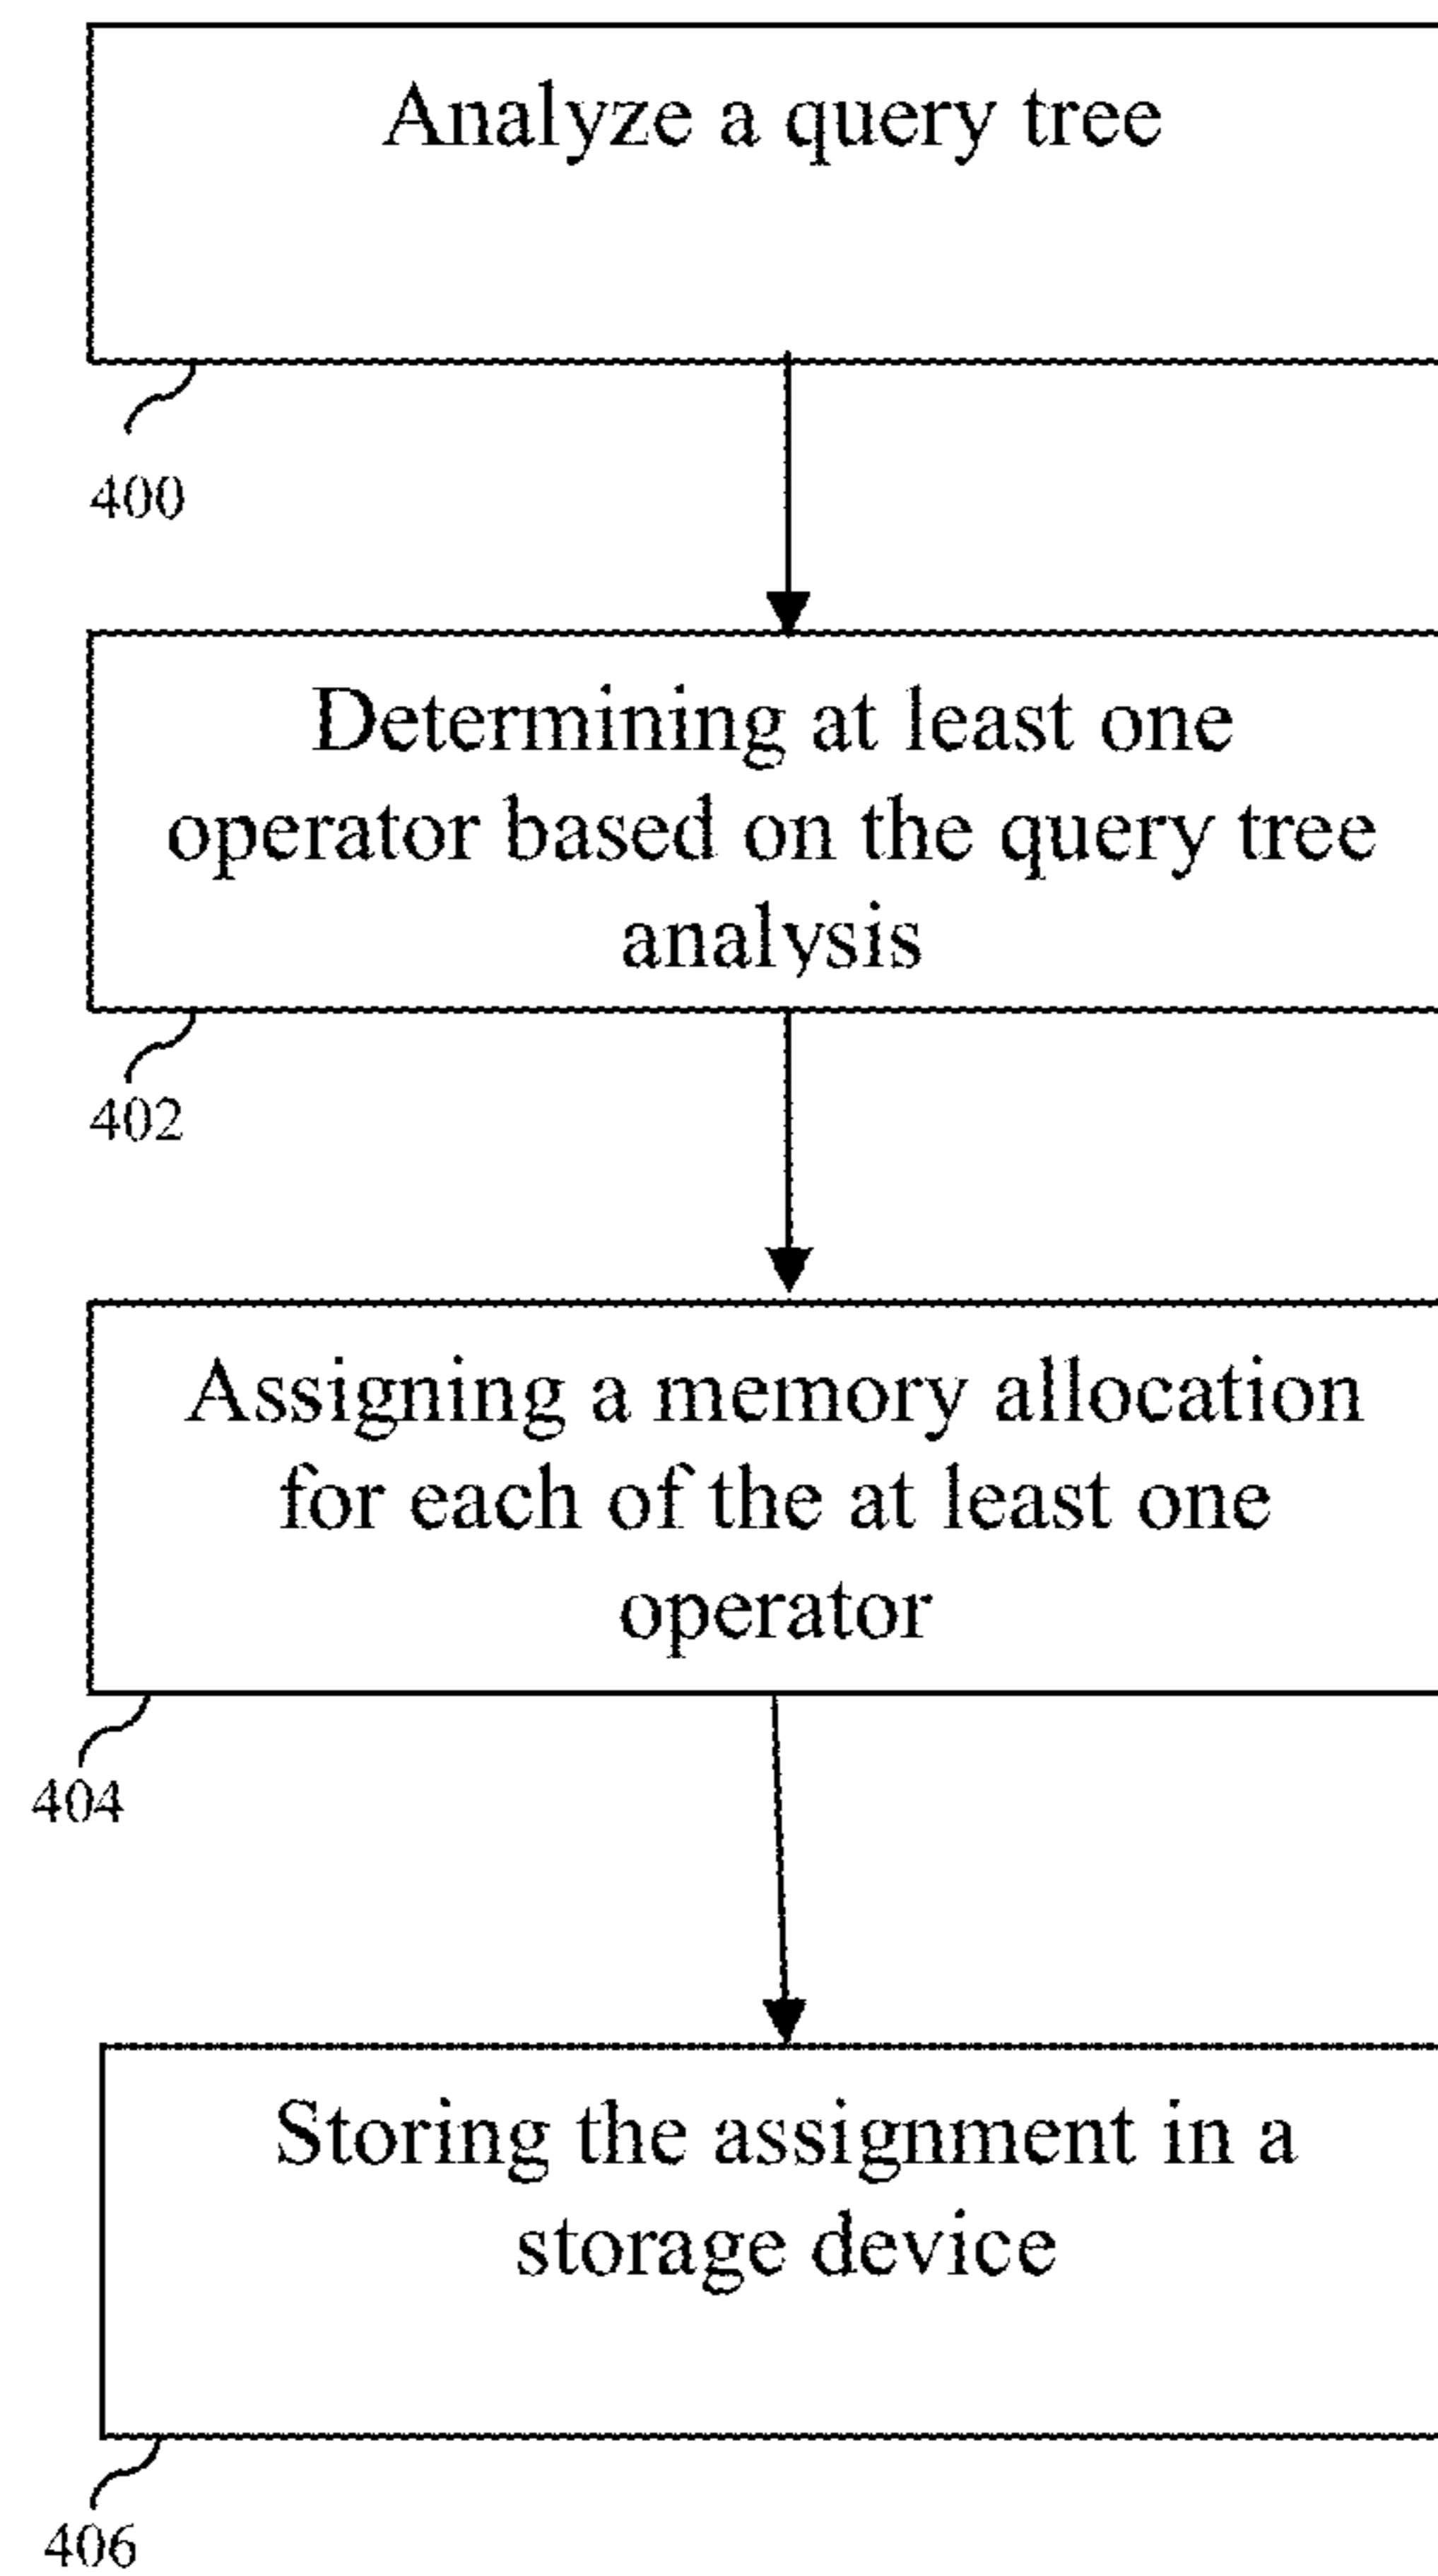 Analyze a query tree
400
Determining at least one
operator based on the query tree
analysis
402
Assigning a memory allocation
for each of the at least one
operator
404
Storing the assignment in a
storage device
406